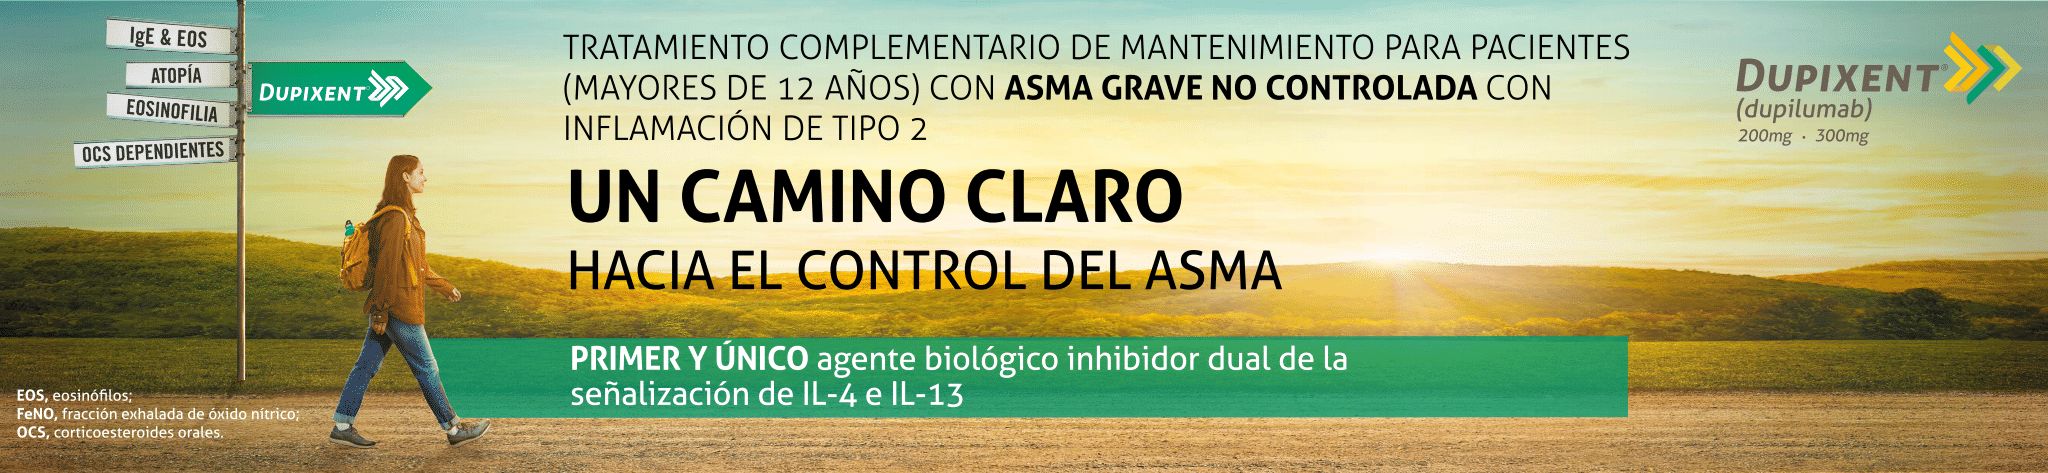 IgE & EOS
ATOPÍA
EOSINOFILIA
OCS DEPENDIENTES
DUPIXENT
TRATAMIENTO COMPLEMENTARIO DE MANTENIMIENTO PARA PACIENTES
(MAYORES DE 12 AÑOS) CON ASMA GRAVE NO CONTROLADA CON
INFLAMACIÓN DE TIPO 2
UN CAMINO CLARO
HACIA EL CONTROL DEL ASMA
PRIMER Y ÚNICO agente biológico inhibidor dual de la
señalización de IL-4 e IL-13
DUPIXENT®
(dupilumab)
200mg · 300mg
EOS, eosinófilos;
FeNO, fracción exhalada de óxido nítrico;
OCS, corticoesteroides orales.